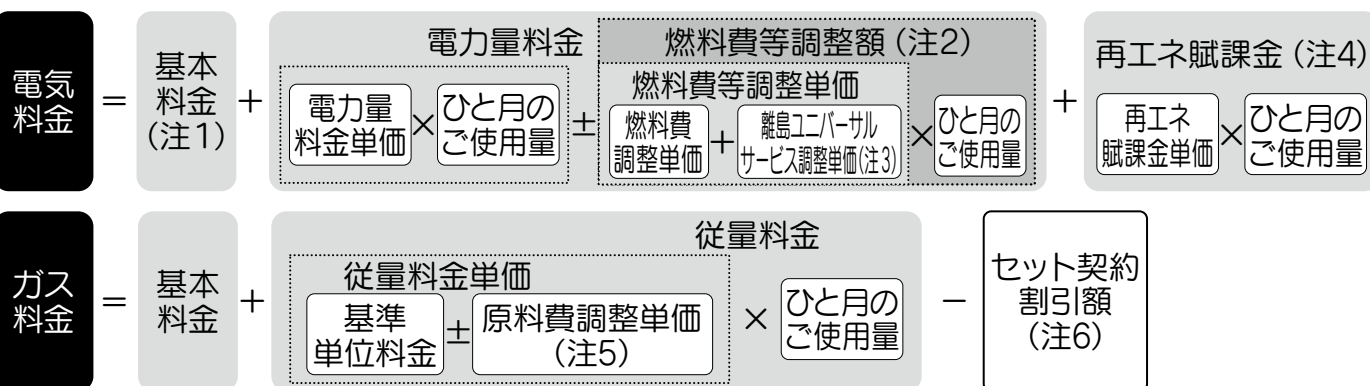 電気
料金
=
基本
料金
(注1)
+
電力量料金
電力量
料金単価
×
ひと月の
ご使用量
±
燃料費等調整額(注2)
燃料費等調整単価
燃料費
調整単価
+
離島ユニバーサル
サービス調整単価(注3)
×
ひと月の
ご使用量
+
再エネ賦課金(注4)
再エネ
賦課金単価
×
ひと月の
ご使用量
ガス
料金
=
基本
料金
+
従量料金
従量料金単価
基準
単位料金
±
原料費調整単価
(注5)
×
ひと月の
ご使用量
−
セット契約
割引額
(注6)